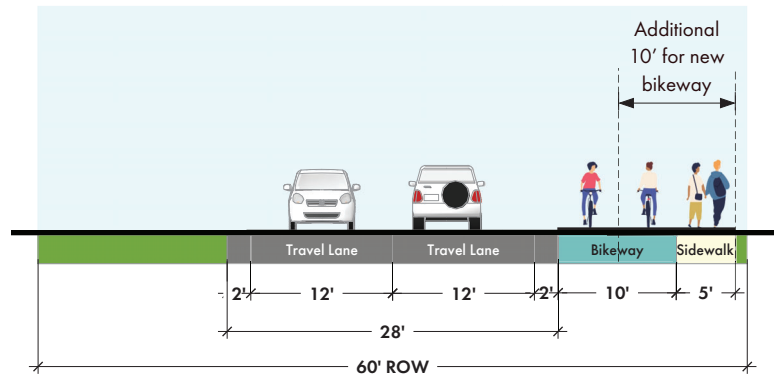 Additional
10’ for new
bikeway
Travel Lane
Travel Lane
Bikeway
Sidewalk
2'
12'
12'
2'
10'
5'
28'
60' ROW